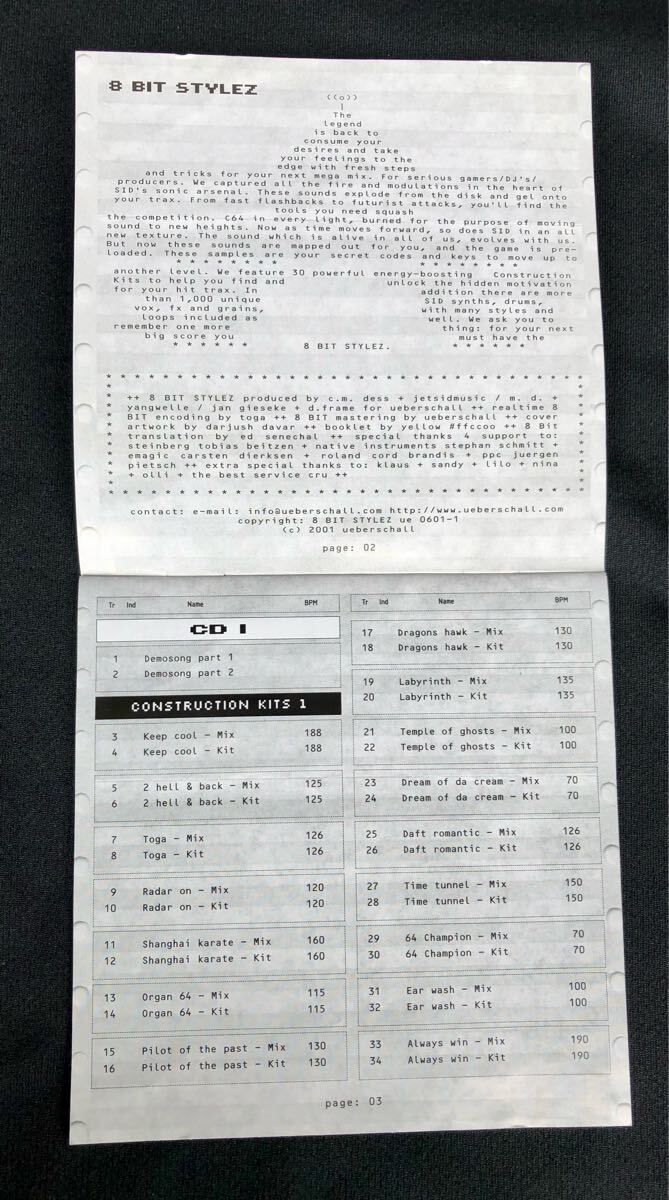 8 BIT STYLEZ
((o))
|
The
legend
is back to
consume your
desires and take
your feelings to the
edge with fresh steps
and tricks for your next mega mix. For serious gamers/DJ's/
producers. We captured all the fire and modulations in the heart of
SID's sonic arsenal. These sounds explode from the disk and gel onto
your trax. From fast flashbacks to futurist attacks, you'll find the
tools you need squash
the competition. C64 in every light, burned for the purpose of moving
sound to new heights. Now as time moves forward, so does SID in an all
new texture. The sound which is alive in all of us, evolves with us.
But now these sounds are mapped out for you, and the game is pre-
loaded. These samples are your secret codes and keys to move up to
* * * * * * * * * * * * * * *
another level. We feature 30 powerful energy-boosting Construction
Kits to help you find and unlock the hidden motivation
for your hit trax. In addition there are more
than 1,000 unique SID synths, drums,
vox, fx and grains, with many styles and
loops included as well. We ask you to
remember one more thing: for your next
big score you must have the
* * * * * * 8 BIT STYLEZ. * * * * * *
++ 8 BIT STYLEZ produced by c.m. dess + jetsidmusic / m. d. +
yangwelle / jan gieseke + d.frame for ueberschall ++ realtime 8
BIT encoding by toga ++ 8 BIT mastering by ueberschall ++ cover
artwork by darjush davar ++ booklet by yellow #ffccoo ++ 8 Bit
translation by ed senechal ++ special thanks 4 support to:
steinberg tobias beitzen + native instruments stephan schmitt +
emagic carsten dierksen + roland cord brandis + ppc juergen
pietsch ++ extra special thanks to: klaus + sandy + lilo + nina
+ olli + the best service cru ++
contact: e-mail: info@ueberschall.com http://www.ueberschall.com
copyright: 8 BIT STYLEZ ue 0601-1
(c) 2001 ueberschall
page: 02
Tr Ind Name BPM
CD 1
1 Demosong part 1
2 Demosong part 2
CONSTRUCTION KITS 1
3 Keep cool – Mix 188
4 Keep cool – Kit 188
5 2 hell & back – Mix 125
6 2 hell & back – Kit 125
7 Toga – Mix 126
8 Toga – Kit 126
9 Radar on – Mix 120
10 Radar on – Kit 120
11 Shanghai karate – Mix 160
12 Shanghai karate – Kit 160
13 Organ 64 – Mix 115
14 Organ 64 – Kit 115
15 Pilot of the past – Mix 130
16 Pilot of the past – Kit 130
Tr Ind Name BPM
17 Dragons hawk – Mix 130
18 Dragons hawk – Kit 130
19 Labyrinth – Mix 135
20 Labyrinth – Kit 135
21 Temple of ghosts – Mix 100
22 Temple of ghosts – Kit 100
23 Dream of da cream – Mix 70
24 Dream of da cream – Kit 70
25 Daft romantic – Mix 126
26 Daft romantic – Kit 126
27 Time tunnel – Mix 150
28 Time tunnel – Kit 150
29 64 Champion – Mix 70
30 64 Champion – Kit 70
31 Ear wash – Mix 100
32 Ear wash – Kit 100
33 Always win – Mix 190
34 Always win – Kit 190
page: 03